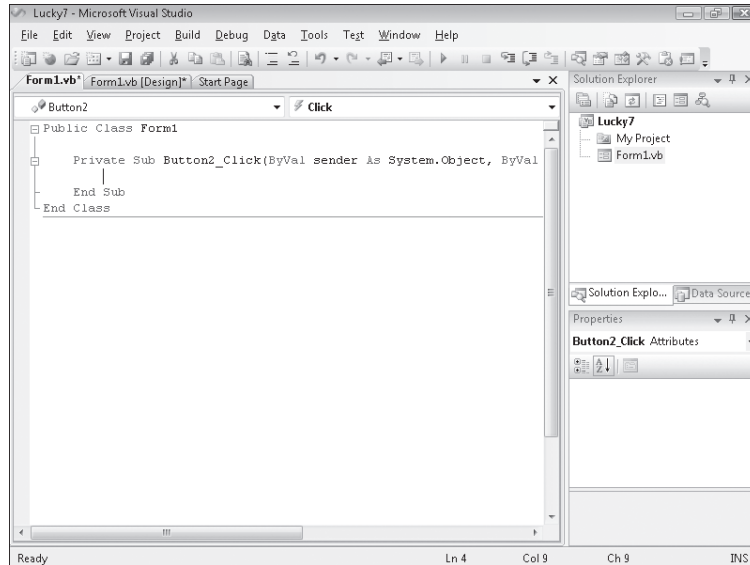 Lucky7 - Microsoft Visual Studio
File Edit View Project Build Debug Data Tools Test Window Help
Form1.vb* Form1.vb [Design]* Start Page
Solution Explorer
Button2 Click
Lucky7
My Project
Form1.vb
Public Class Form1
Private Sub Button2_Click(ByVal sender As System.Object, ByVal
End Sub
End Class
Solution Explo... Data Source
Properties
Button2_Click Attributes
Ready Ln 4 Col 9 Ch 9 INS